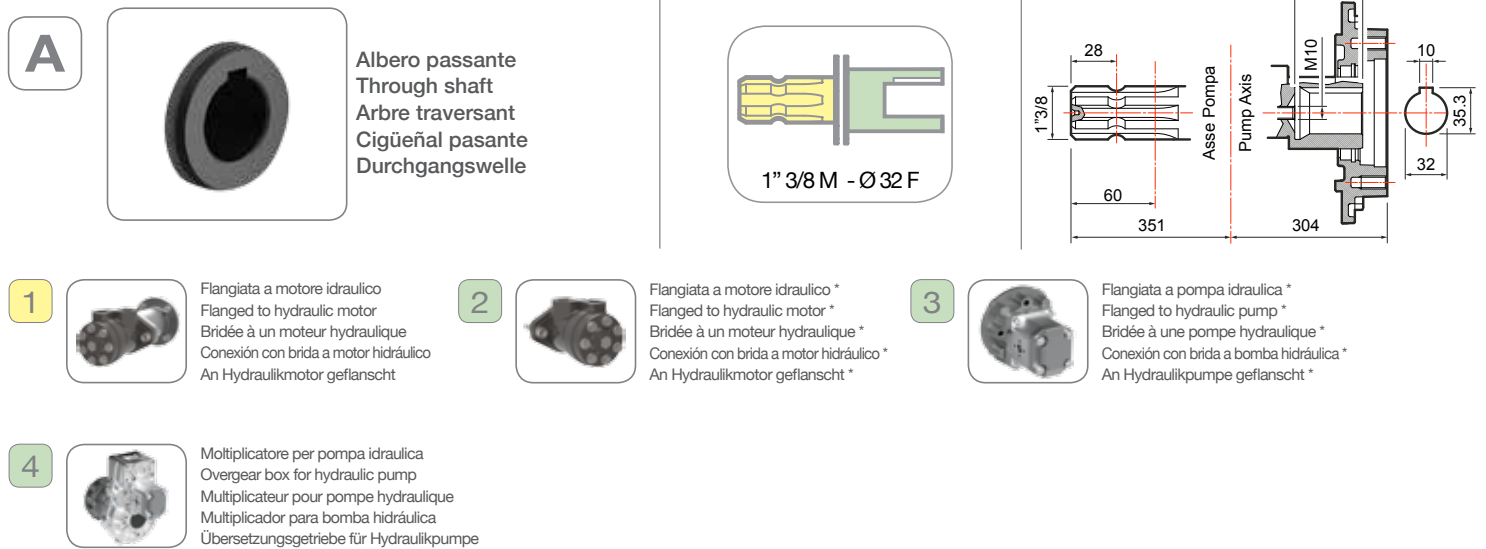 A
Albero passante
Through shaft
Arbre traversant
Cigüeñal pasante
Durchgangswelle
1” 3/8 M - Ø 32 F
28
1”3/8
60
351
Asse Pompa
Pump Axis
M10
304
10
35.3
32
1
Flangiata a motore idraulico
Flanged to hydraulic motor
Bridée à un moteur hydraulique
Conexión con brida a motor hidráulico
An Hydraulikmotor geflanscht
2
Flangiata a motore idraulico *
Flanged to hydraulic motor *
Bridée à un moteur hydraulique *
Conexión con brida a motor hidráulico *
An Hydraulikmotor geflanscht *
3
Flangiata a pompa idraulica *
Flanged to hydraulic pump *
Bridée à une pompe hydraulique *
Conexión con brida a bomba hidráulica *
An Hydraulikpumpe geflanscht *
4
Moltiplicatore per pompa idraulica
Overgear box for hydraulic pump
Multiplicateur pour pompe hydraulique
Multiplicador para bomba hidráulica
Übersetzungsgetriebe für Hydraulikpumpe